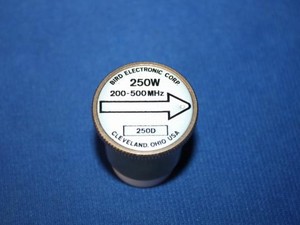 BIRD ELECTRONIC CORP.
250W
200-500MHz
250D
CLEVELAND, OHIO USA